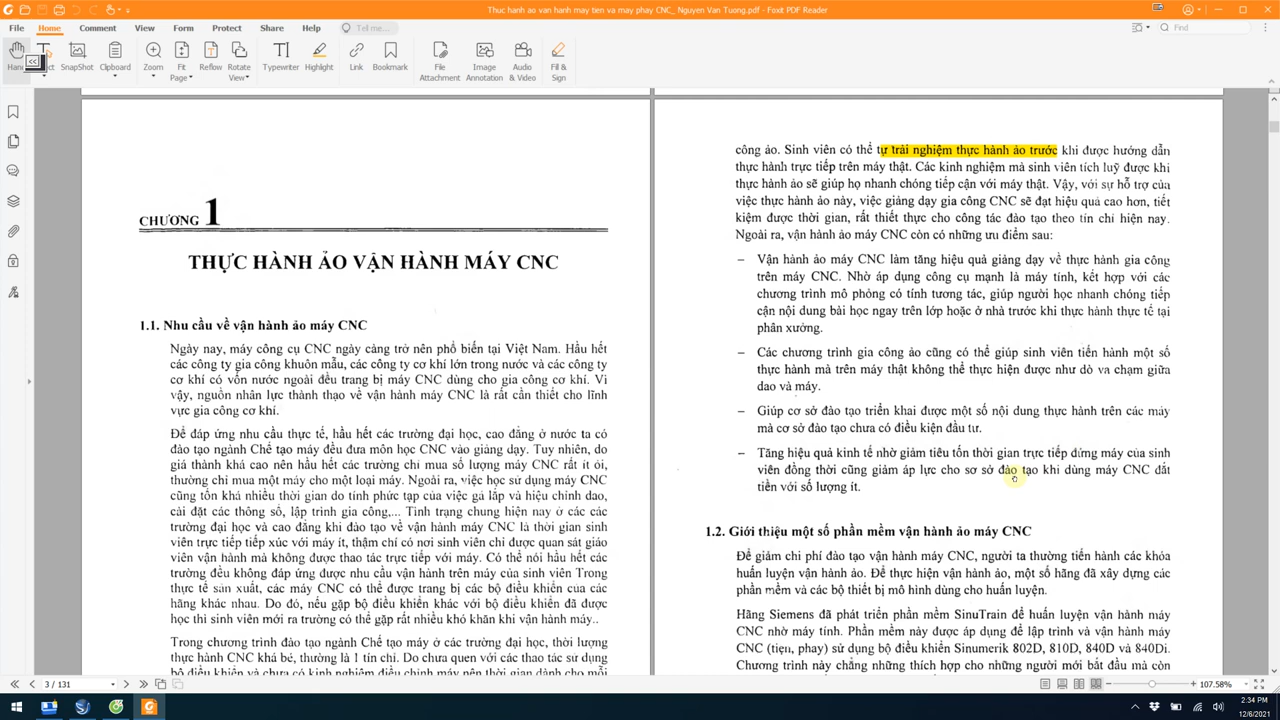 Thuc hanh ao van hanh may tien va may phay CNC_ Nguyen Van Tuong.pdf - Foxit PDF Reader
File Home Comment View Form Protect Share Help Tell me... Find
SnapShot Clipboard Zoom Fit Page Reflow Rotate View Typewriter Highlight Link Bookmark File Attachment Image Annotation Audio & Video Fill & Sign
CHƯƠNG 1
THỰC HÀNH ẢO VẬN HÀNH MÁY CNC
1.1. Nhu cầu về vận hành ảo máy CNC
Ngày nay, máy công cụ CNC ngày càng trở nên phổ biến tại Việt Nam. Hầu hết
các công ty gia công khuôn mẫu, các công ty cơ khí lớn trong nước và các công ty
cơ khí có vốn nước ngoài đều trang bị máy CNC dùng cho gia công cơ khí. Vì
vậy, nguồn nhân lực thành thạo về vận hành máy CNC là rất cần thiết cho lĩnh
vực gia công cơ khí.
Để đáp ứng nhu cầu thực tế, hầu hết các trường đại học, cao đẳng ở nước ta có
đào tạo ngành Chế tạo máy đều đưa môn học CNC vào giảng dạy. Tuy nhiên, do
giá thành khá cao nên hầu hết các trường chỉ mua số lượng máy CNC rất ít ỏi,
thường chỉ mua một máy cho một loại máy. Ngoài ra, việc học sử dụng máy CNC
cũng tốn khá nhiều thời gian do tính phức tạp của việc gá lắp và hiệu chỉnh dao,
cài đặt các thông số, lập trình gia công,... Tình trạng chung hiện nay ở các các
trường đại học và cao đẳng khi đào tạo về vận hành máy CNC là thời gian sinh
viên trực tiếp tiếp xúc với máy ít, thậm chí có nơi sinh viên chỉ được quan sát giáo
viên vận hành mà không được thao tác trực tiếp với máy. Có thể nói hầu hết các
trường đều không đáp ứng được nhu cầu vận hành trên máy của sinh viên Trong
thực tế sản xuất, các máy CNC có thể được trang bị các bộ điều khiển của các
hãng khác nhau. Do đó, nếu gặp bộ điều khiển khác với bộ điều khiển đã được
học thì sinh viên mới ra trường có thể gặp rất nhiều khó khăn khi vận hành máy..
Trong chương trình đào tạo ngành Chế tạo máy ở các trường đại học, thời lượng
thực hành CNC khá bé, thường là 1 tín chỉ. Do chưa quen với các thao tác sử dụng
bộ điều khiển và chưa có kinh nghiệm điều chỉnh máy nên thời gian dành cho mỗi
công ảo. Sinh viên có thể tự trải nghiệm thực hành ảo trước khi được hướng dẫn
thực hành trực tiếp trên máy thật. Các kinh nghiệm mà sinh viên tích luỹ được khi
thực hành ảo sẽ giúp họ nhanh chóng tiếp cận với máy thật. Vậy, với sự hỗ trợ của
việc thực hành ảo này, việc giảng dạy gia công CNC sẽ đạt hiệu quả cao hơn, tiết
kiệm được thời gian, rất thiết thực cho công tác đào tạo theo tín chỉ hiện nay.
Ngoài ra, vận hành ảo máy CNC còn có những ưu điểm sau:
– Vận hành ảo máy CNC làm tăng hiệu quả giảng dạy về thực hành gia công
trên máy CNC. Nhờ áp dụng công cụ mạnh là máy tính, kết hợp với các
chương trình mô phỏng có tính tương tác, giúp người học nhanh chóng tiếp
cận nội dung bài học ngay trên lớp hoặc ở nhà trước khi thực hành thực tế tại
phân xưởng.
– Các chương trình gia công ảo cũng có thể giúp sinh viên tiến hành một số
thực hành mà trên máy thật không thể thực hiện được như dò va chạm giữa
dao và máy.
– Giúp cơ sở đào tạo triển khai được một số nội dung thực hành trên các máy
mà cơ sở đào tạo chưa có điều kiện đầu tư.
– Tăng hiệu quả kinh tế nhờ giảm tiêu tốn thời gian trực tiếp đứng máy của sinh
viên đồng thời cũng giảm áp lực cho sơ sở đào tạo khi dùng máy CNC đắt
tiền với số lượng ít.
1.2. Giới thiệu một số phần mềm vận hành ảo máy CNC
Để giảm chi phí đào tạo vận hành máy CNC, người ta thường tiến hành các khóa
huấn luyện vận hành ảo. Để thực hiện vận hành ảo, một số hãng đã xây dựng các
phần mềm và các bộ thiết bị mô hình dùng cho huấn luyện.
Hãng Siemens đã phát triển phần mềm SinuTrain để huấn luyện vận hành máy
CNC nhờ máy tính. Phần mềm này được áp dụng để lập trình và vận hành máy
CNC (tiện, phay) sử dụng bộ điều khiển Sinumerik 802D, 810D, 840D và 840Di.
Chương trình này chẳng những thích hợp cho những người mới bắt đầu mà còn
3 / 131 107.58%
2:34 PM
12/6/2021